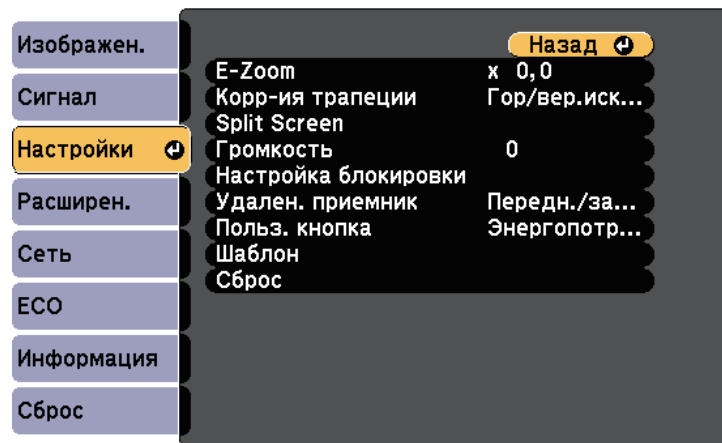 Изображен.
Сигнал
Настройки
Расширен.
Сеть
ECO
Информация
Сброс
Назад
E-Zoom x 0,0
Корр-ия трапеции Гор/вер.иск...
Split Screen
Громкость 0
Настройка блокировки
Удален. приемник Передн./за...
Польз. кнопка Энергопотр...
Шаблон
Сброс